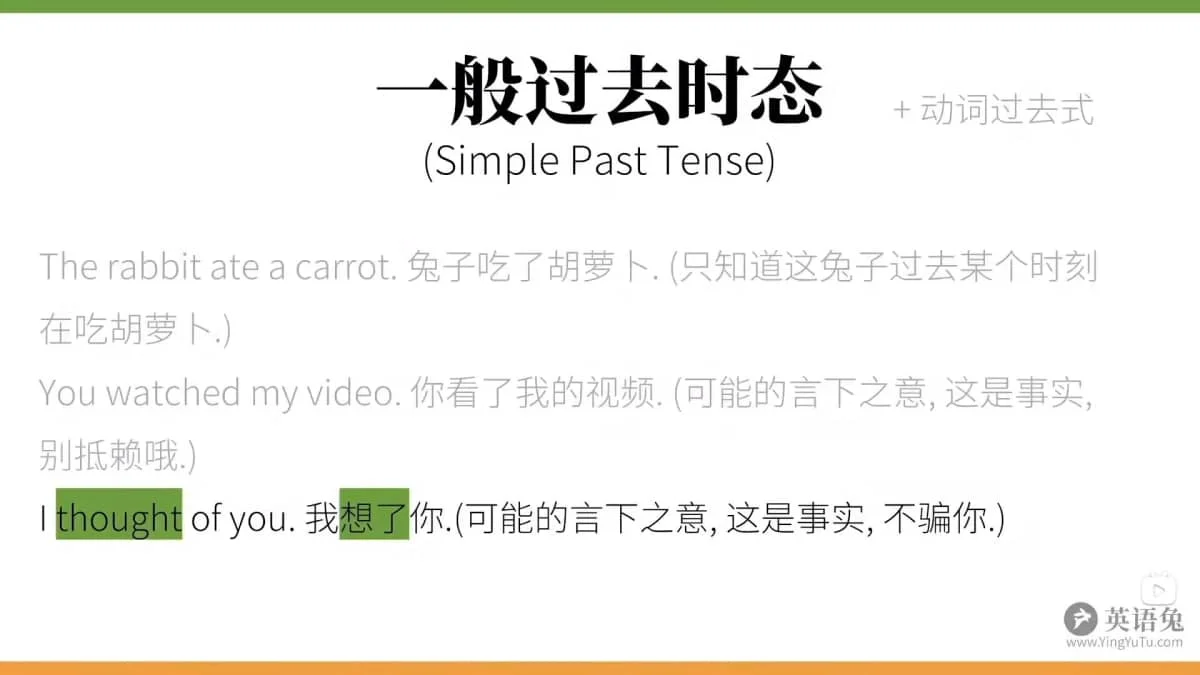 一般过去时态
+ 动词过去式
(Simple Past Tense)
The rabbit ate a carrot. 兔子吃了胡萝卜. (只知道这兔子过去某个时刻
在吃胡萝卜.)
You watched my video. 你看了我的视频. (可能的言下之意, 这是事实,
别抵赖哦.)
I thought of you. 我想了你.(可能的言下之意, 这是事实, 不骗你.)
英语兔
www.YingYuTu.com